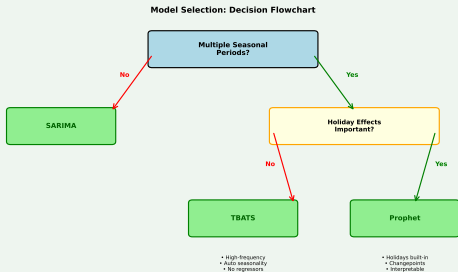 Model Selection: Decision Flowchart
Multiple Seasonal
Periods?
No
Yes
SARIMA
Holiday Effects
Important?
No
Yes
TBATS
Prophet
• High-frequency
• Auto seasonality
• No regressors
• Holidays built-in
• Changepoints
• Interpretable